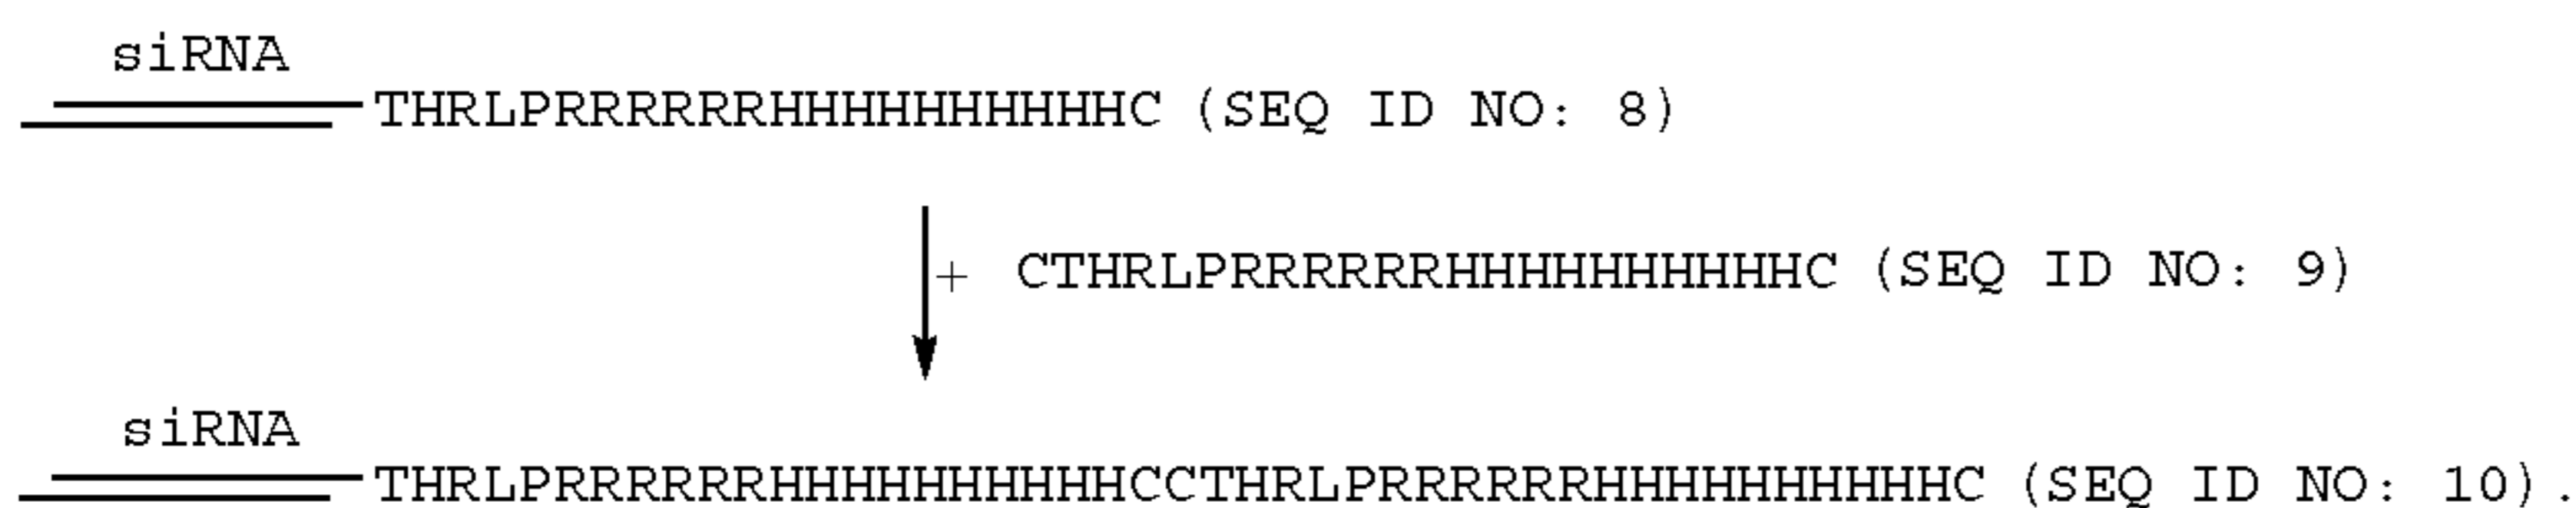 siRNA
THRLPRRRRRRHHHHHHHHHHC (SEQ ID NO: 8)
+ CTHRLPRRRRRRHHHHHHHHHHC (SEQ ID NO: 9)
siRNA
THRLPRRRRRRHHHHHHHHHHCCTHRLPRRRRRRHHHHHHHHHHC (SEQ ID NO: 10).